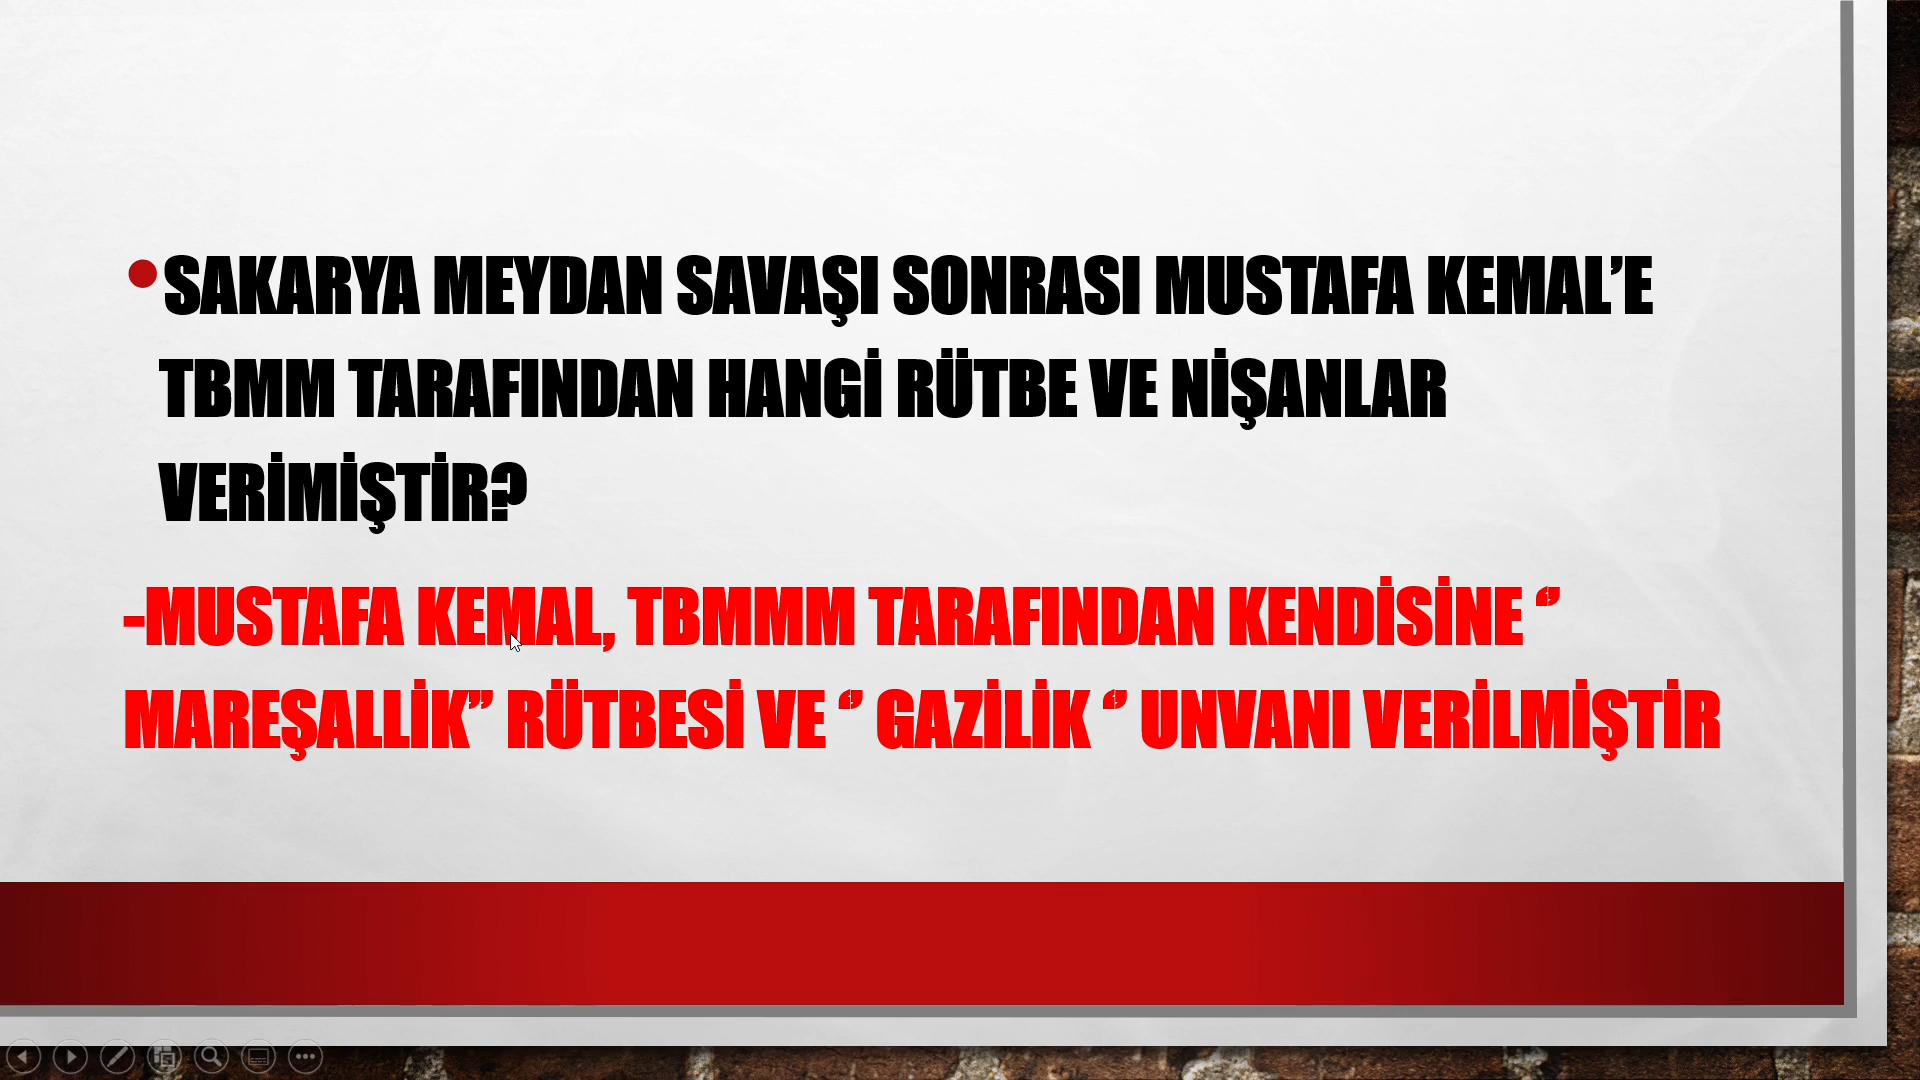 •SAKARYA MEYDAN SAVAŞI SONRASI MUSTAFA KEMAL’E
TBMM TARAFINDAN HANGİ RÜTBE VE NİŞANLAR
VERİMİŞTİR?
-MUSTAFA KEMAL, TBMMM TARAFINDAN KENDİSİNE ‘’
MAREŞALLİK’’ RÜTBESİ VE ‘’ GAZİLİK ‘’ UNVANI VERİLMİŞTİR